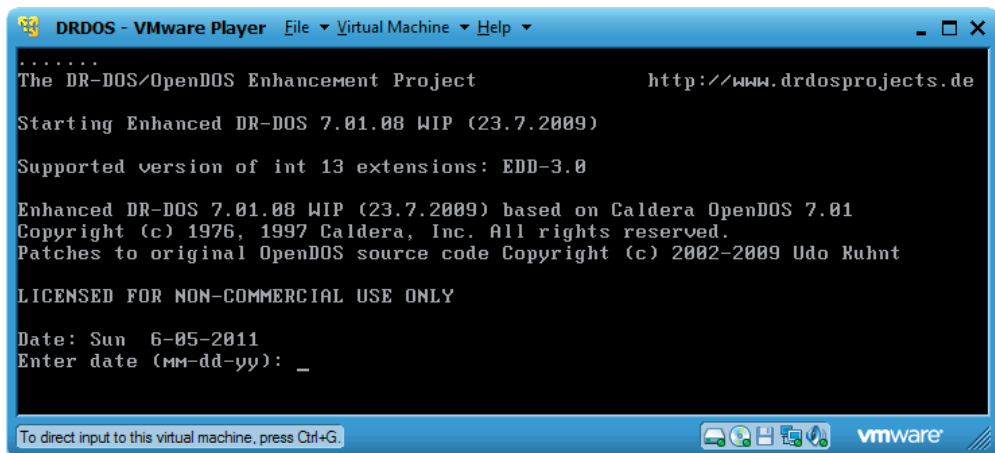 DRDOS - VMware Player File Virtual Machine Help
.......
The DR-DOS/OpenDOS Enhancement Project http://www.drdosprojects.de
Starting Enhanced DR-DOS 7.01.08 WIP (23.7.2009)
Supported version of int 13 extensions: EDD-3.0
Enhanced DR-DOS 7.01.08 WIP (23.7.2009) based on Caldera OpenDOS 7.01
Copyright (c) 1976, 1997 Caldera, Inc. All rights reserved.
Patches to original OpenDOS source code Copyright (c) 2002-2009 Udo Kuhnt
LICENSED FOR NON-COMMERCIAL USE ONLY
Date: Sun 6-05-2011
Enter date (mm-dd-yy): _
To direct input to this virtual machine, press Ctrl+G. vmware